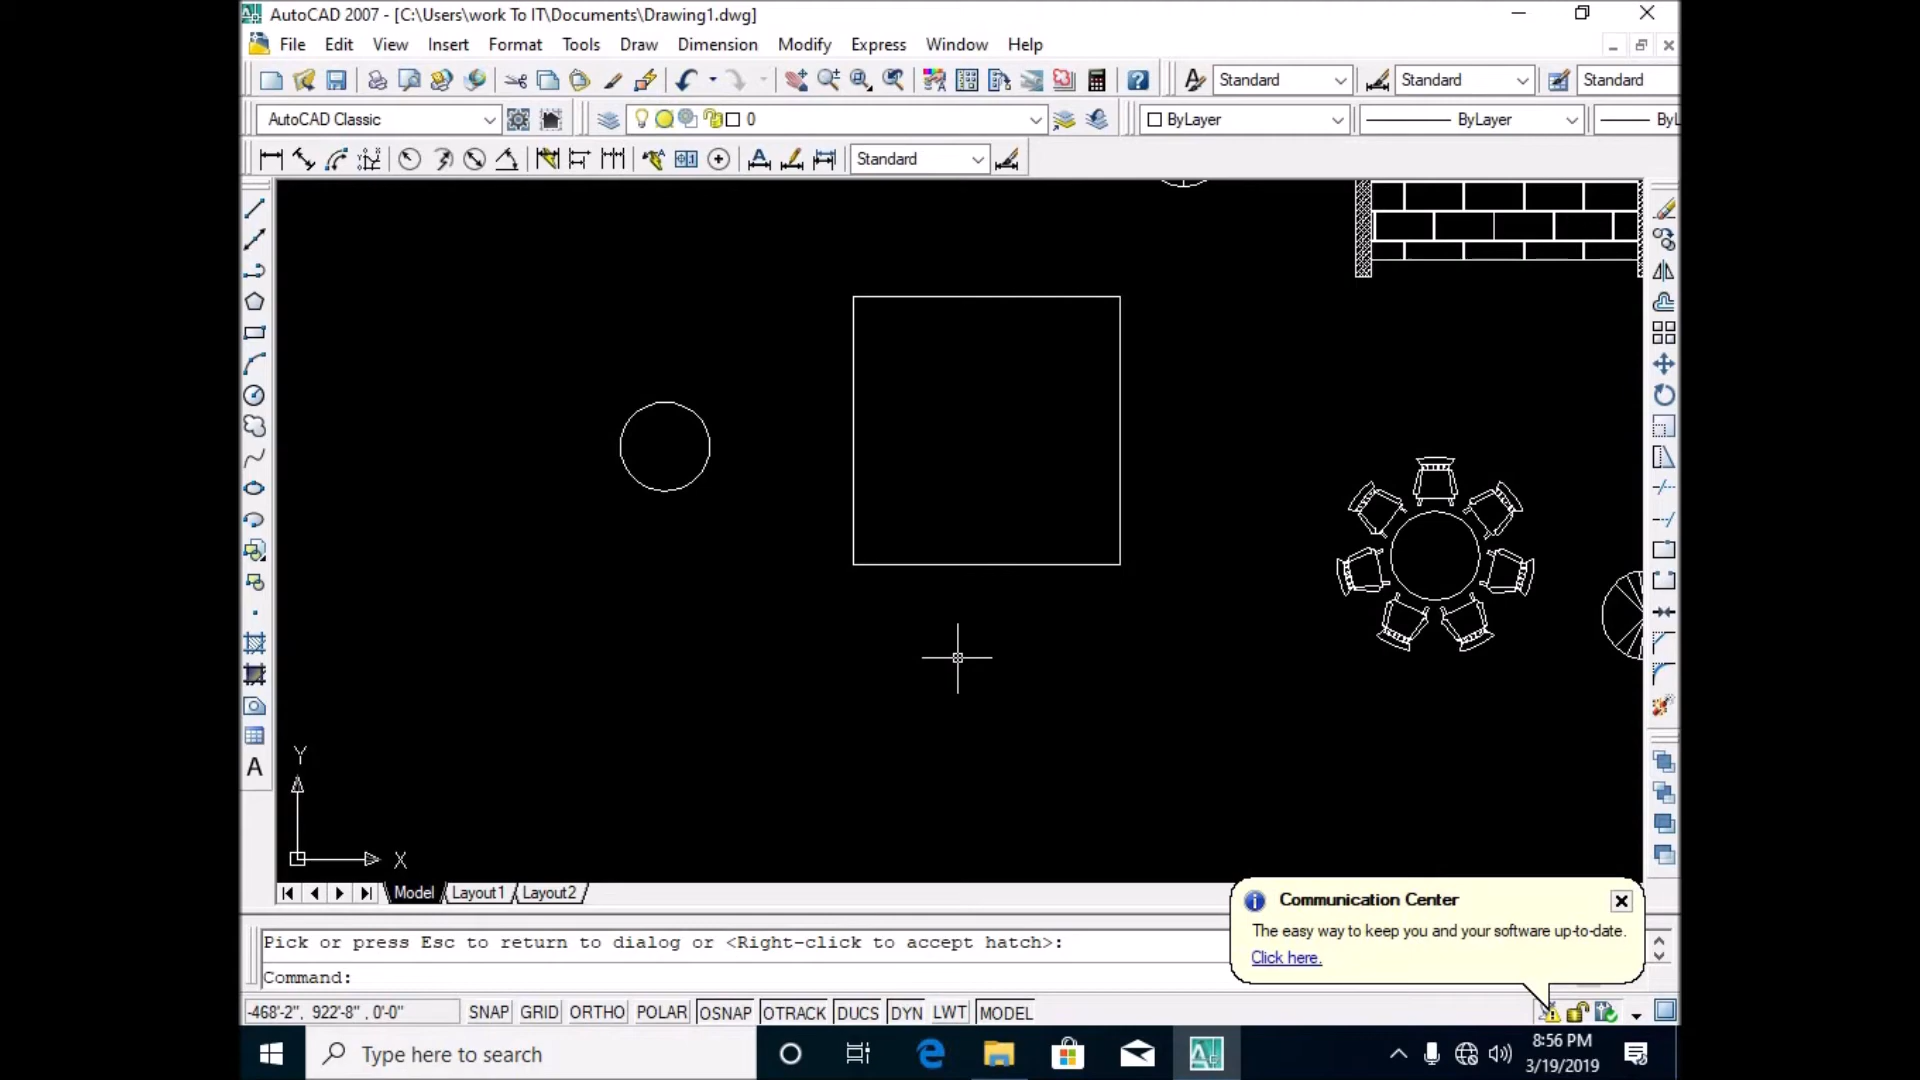 AutoCAD 2007 - [C:\Users\work To IT\Documents\Drawing1.dwg]
File Edit View Insert Format Tools Draw Dimension Modify Express Window Help
Standard Standard Standard
AutoCAD Classic 0 ByLayer ByLayer ByL
Standard
Y
X
Model Layout1 Layout2
Communication Center
The easy way to keep you and your software up-to-date.
Click here.
Pick or press Esc to return to dialog or <Right-click to accept hatch>:
Command:
-468'-2", 922'-8" , 0'-0" SNAP GRID ORTHO POLAR OSNAP OTRACK DUCS DYN LWT MODEL
Type here to search
8:56 PM
3/19/2019